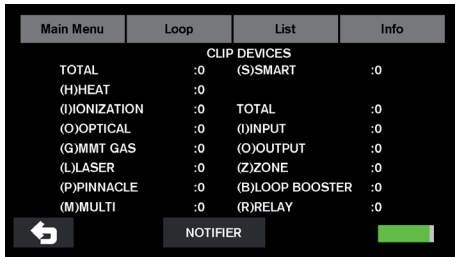 Main Menu Loop List Info
CLIP DEVICES
TOTAL :0 (S)SMART :0
(H)HEAT :0
(I)IONIZATION :0 TOTAL :0
(O)OPTICAL :0 (I)INPUT :0
(G)MMT GAS :0 (O)OUTPUT :0
(L)LASER :0 (Z)ZONE :0
(P)PINNACLE :0 (B)LOOP BOOSTER :0
(M)MULTI :0 (R)RELAY :0
NOTIFIER